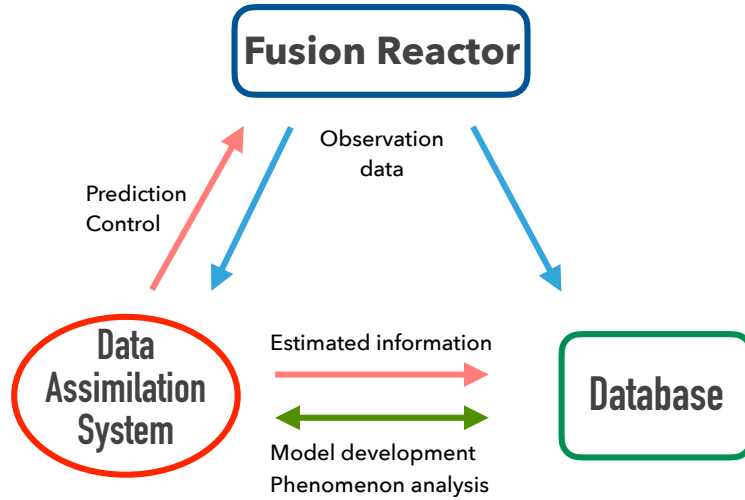 Fusion Reactor
Observation
data
Prediction
Control
Data
Assimilation
System
Estimated information
Database
Model development
Phenomenon analysis